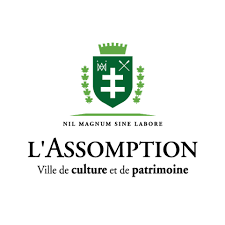 NIL MAGNUM SINE LABORE
L'ASSOMPTION
Ville de culture et de patrimoine